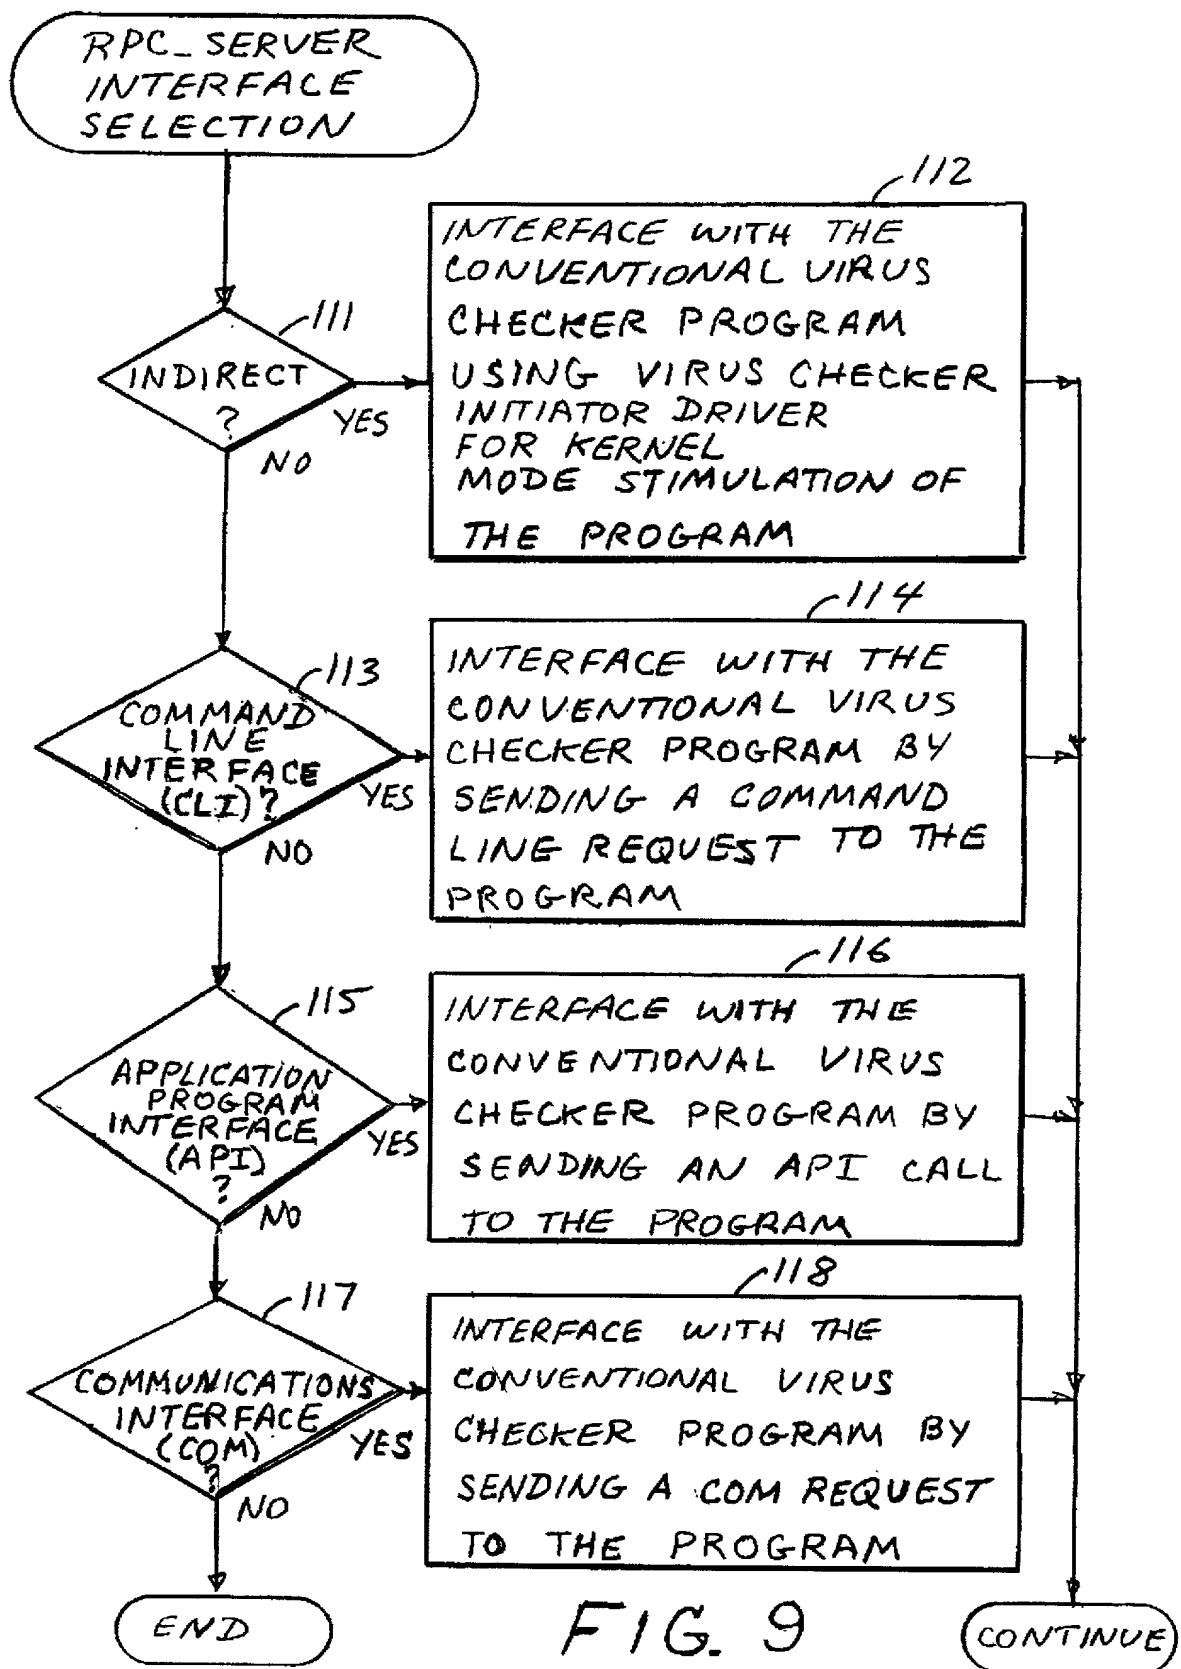 RPC_SERVER
INTERFACE
SELECTION
112
INTERFACE WITH THE
CONVENTIONAL VIRUS
CHECKER PROGRAM
USING VIRUS CHECKER
INITIATOR DRIVER
FOR KERNEL
MODE STIMULATION OF
THE PROGRAM
111
INDIRECT
?
YES
NO
114
INTERFACE WITH THE
CONVENTIONAL VIRUS
CHECKER PROGRAM BY
SENDING A COMMAND
LINE REQUEST TO THE
PROGRAM
113
COMMAND
LINE
INTERFACE
(CLI)?
YES
NO
116
INTERFACE WITH THE
CONVENTIONAL VIRUS
CHECKER PROGRAM BY
SENDING AN API CALL
TO THE PROGRAM
115
APPLICATION
PROGRAM
INTERFACE
(API)
?
YES
NO
118
INTERFACE WITH THE
CONVENTIONAL VIRUS
CHECKER PROGRAM BY
SENDING A COM REQUEST
TO THE PROGRAM
117
COMMUNICATIONS
INTERFACE
(COM)
?
YES
NO
END
FIG. 9
CONTINUE